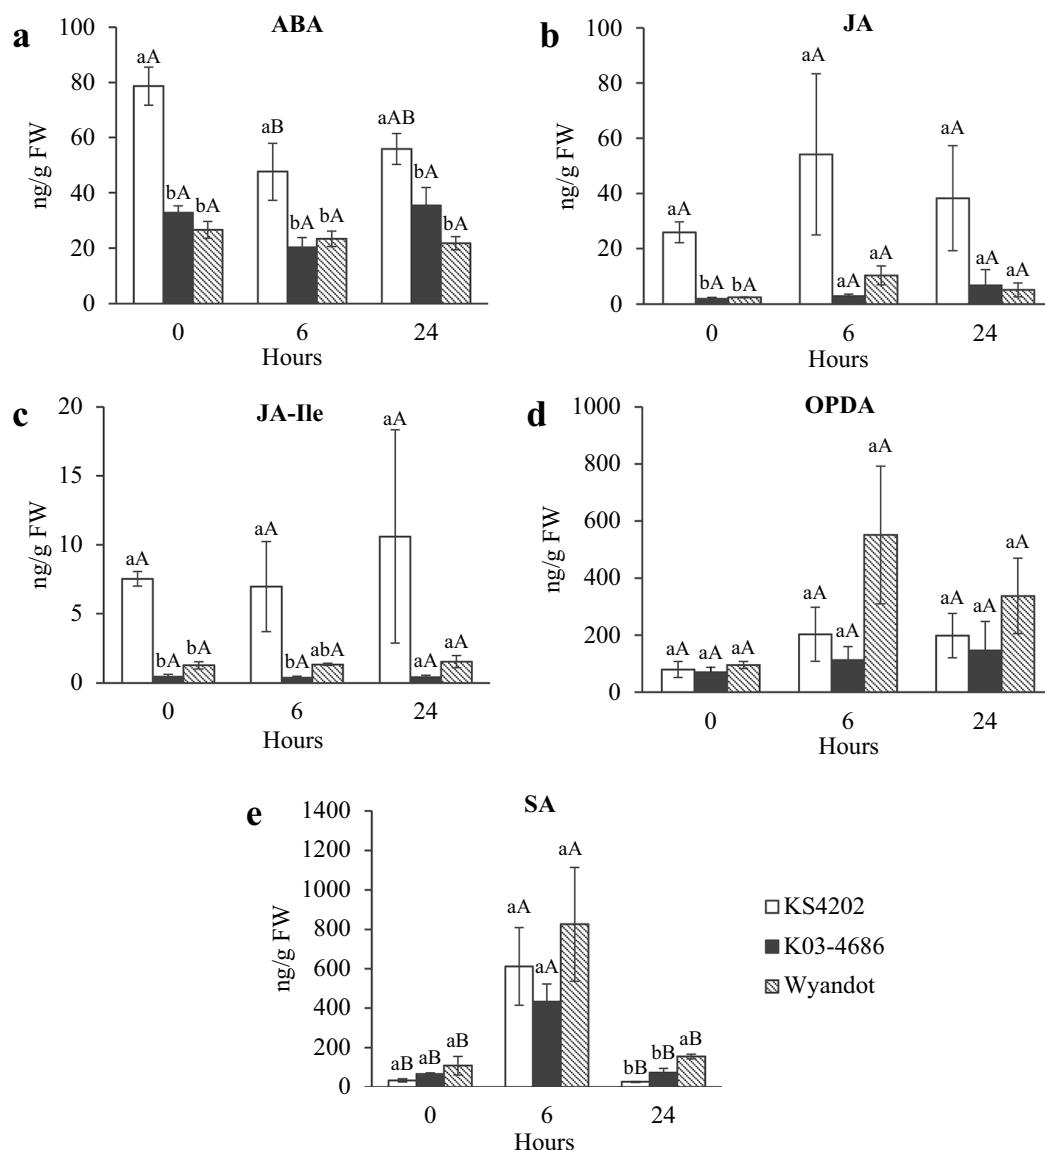 a
ABA
100
80
60
40
20
0
ng/g FW
aA
bA
bA
aB
bA
bA
aAB
bA
bA
0
6
24
Hours
b
JA
100
80
60
40
20
0
ng/g FW
aA
bA
bA
aA
aA
aA
aA
aA
aA
0
6
24
Hours
c
JA-Ile
20
15
10
5
0
ng/g FW
aA
bA
bA
aA
bA
abA
aA
aA
aA
0
6
24
Hours
d
OPDA
1000
800
600
400
200
0
ng/g FW
aA
aA
aA
aA
aA
aA
aA
aA
aA
0
6
24
Hours
e
SA
1400
1200
1000
800
600
400
200
0
ng/g FW
aB
aB
aB
aA
aA
aA
bB
bB
aB
0
6
24
Hours
KS4202
K03-4686
Wyandot